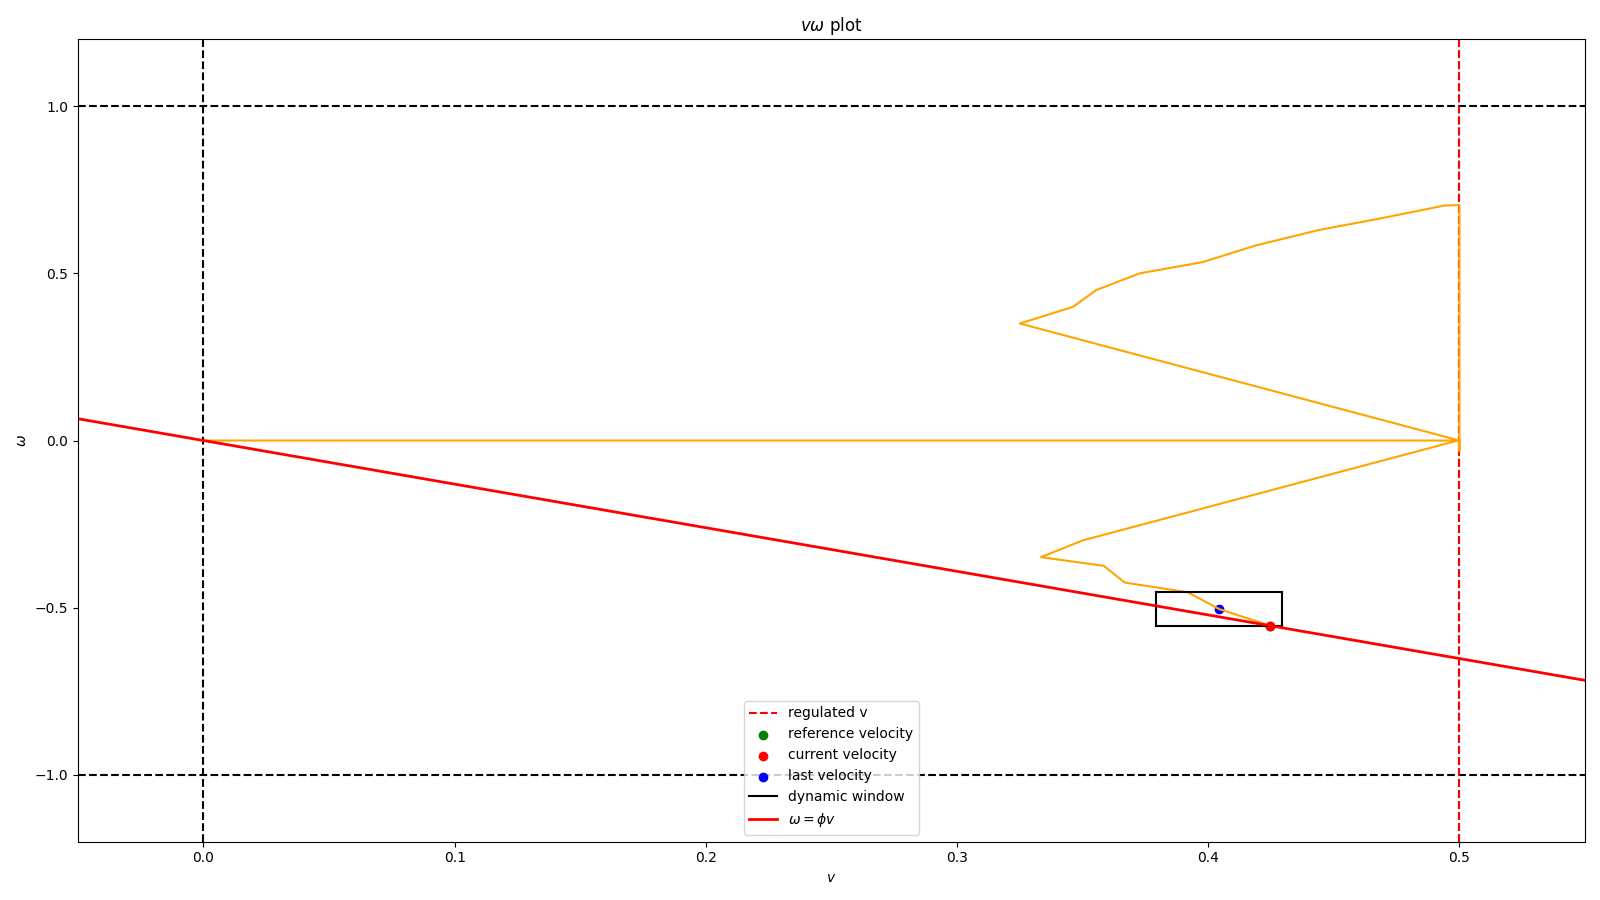 vω plot
1.0
0.5
0.0
−0.5
−1.0
ω
0.0 0.1 0.2 0.3 0.4 0.5
v
regulated v
reference velocity
current velocity
last velocity
dynamic window
ω = ϕv